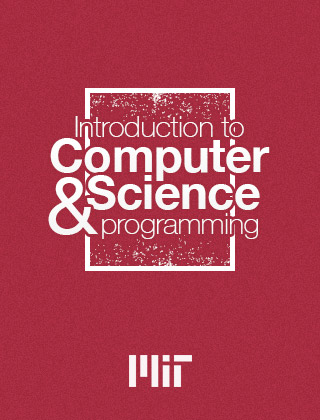 Introduction to
Computer
Science
& programming
MIT